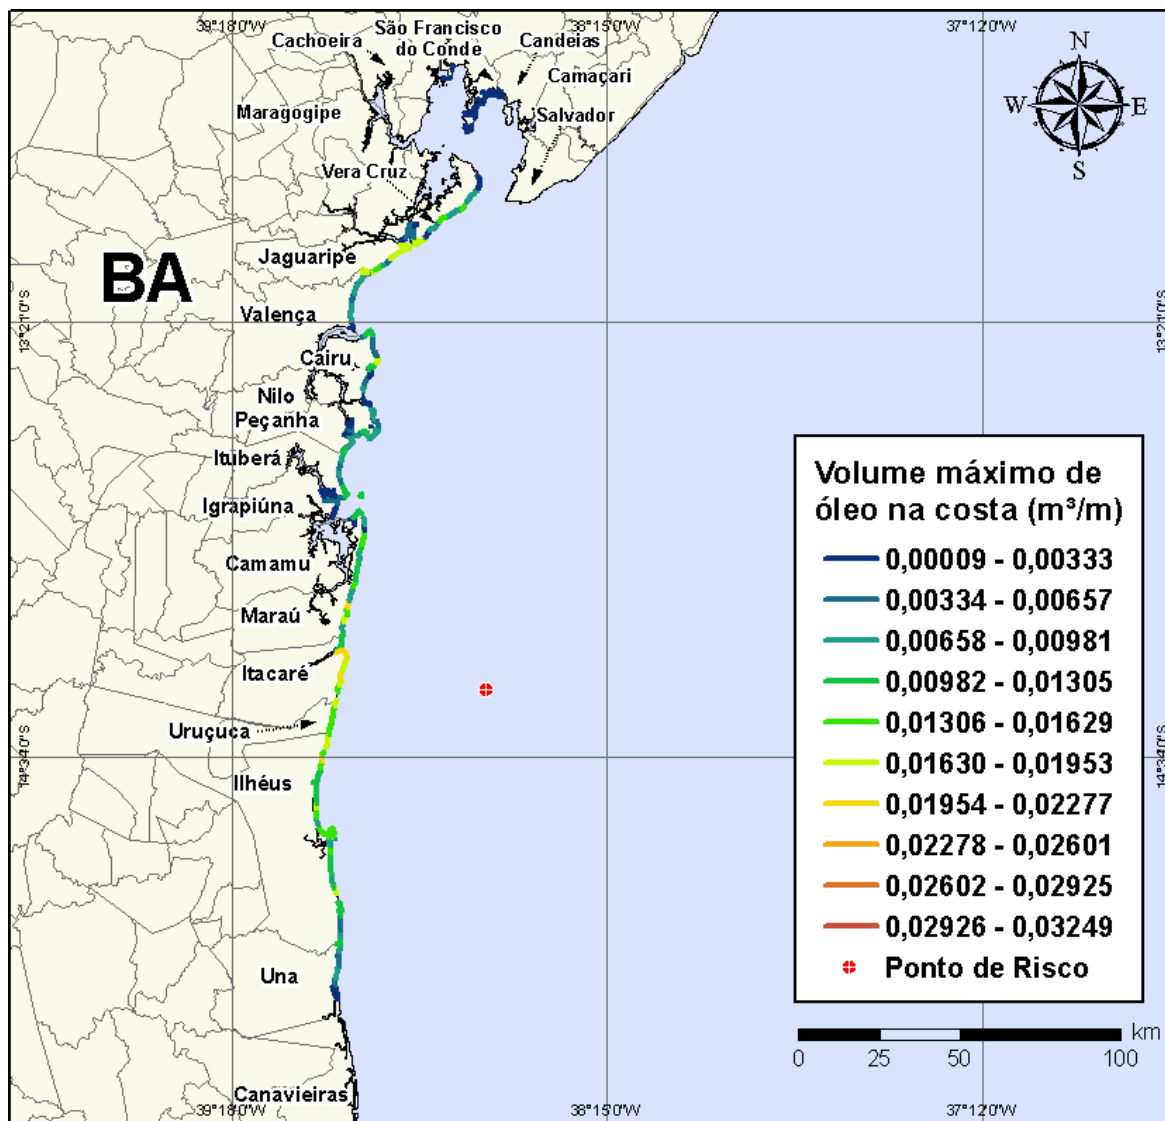 39°18'0"W
38°15'0"W
37°12'0"W
São Francisco
do Conde
Cachoeira
Candeias
Camaçari
Maragogipe
Salvador
Vera Cruz
N
W
E
S
Jaguaripe
BA
Valença
13°21'0"S
13°21'0"S
Cairu
Nilo
Peçanha
Ituberá
Igrapiúna
Camamu
Maraú
Itacaré
Uruçuca
14°34'0"S
14°34'0"S
Ilhéus
Una
Canavieiras
Volume máximo de
óleo na costa (m³/m)
0,00009 - 0,00333
0,00334 - 0,00657
0,00658 - 0,00981
0,00982 - 0,01305
0,01306 - 0,01629
0,01630 - 0,01953
0,01954 - 0,02277
0,02278 - 0,02601
0,02602 - 0,02925
0,02926 - 0,03249
Ponto de Risco
km
0 25 50 100
39°18'0"W
38°15'0"W
37°12'0"W